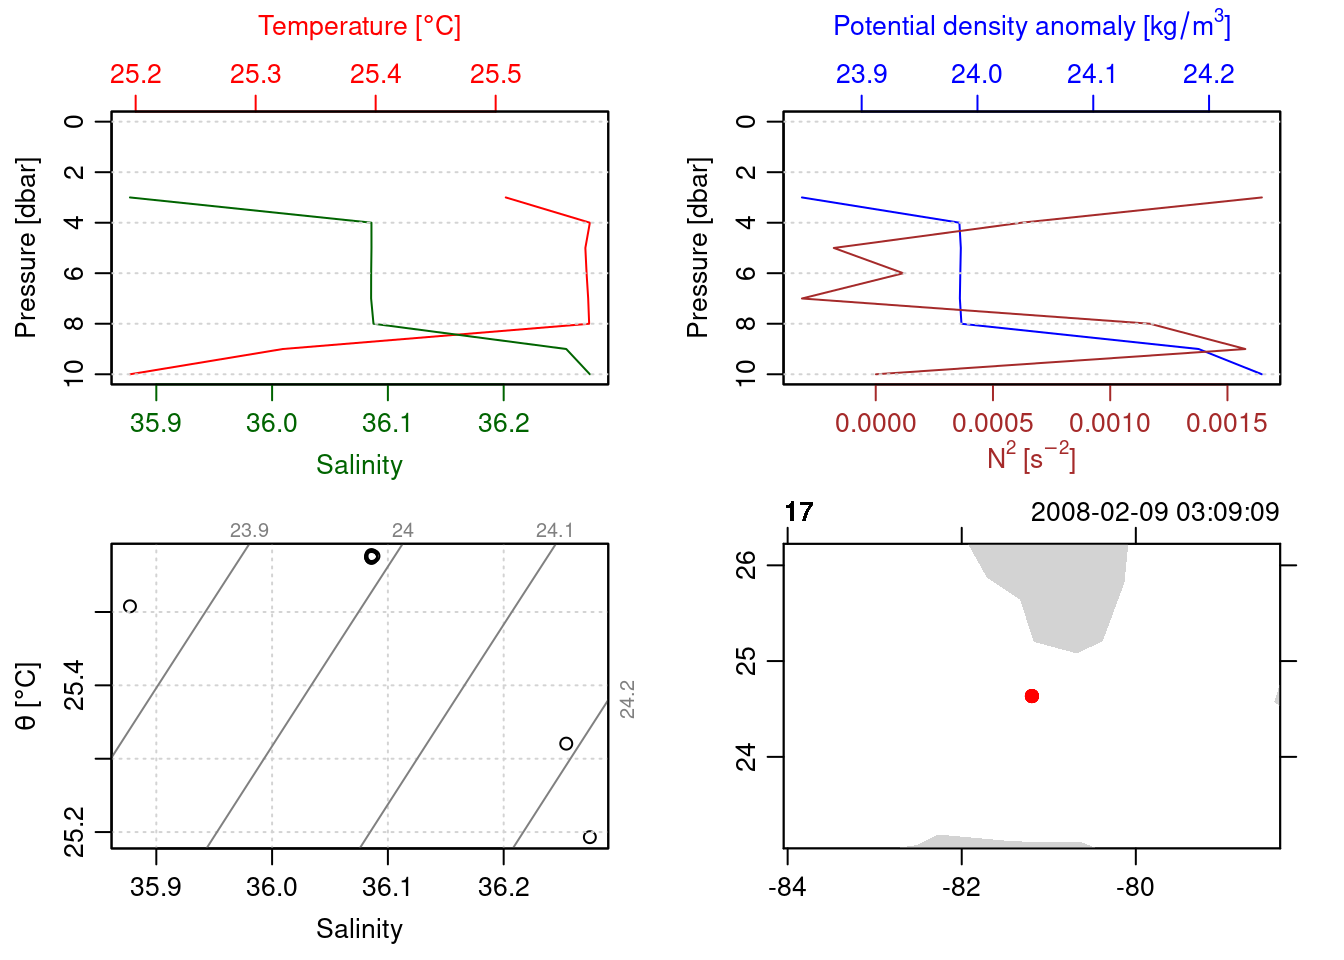 Temperature [°C]
25.2 25.3 25.4 25.5
Pressure [dbar]
0
2
4
6
8
10
35.9 36.0 36.1 36.2
Salinity
Potential density anomaly [kg/m³]
23.9 24.0 24.1 24.2
Pressure [dbar]
0
2
4
6
8
10
0.0000 0.0005 0.0010 0.0015
N² [s⁻²]
23.9 24 24.1
24.2
θ [°C]
25.4
25.2
35.9 36.0 36.1 36.2
Salinity
17 2008-02-09 03:09:09
26
25
24
-84 -82 -80